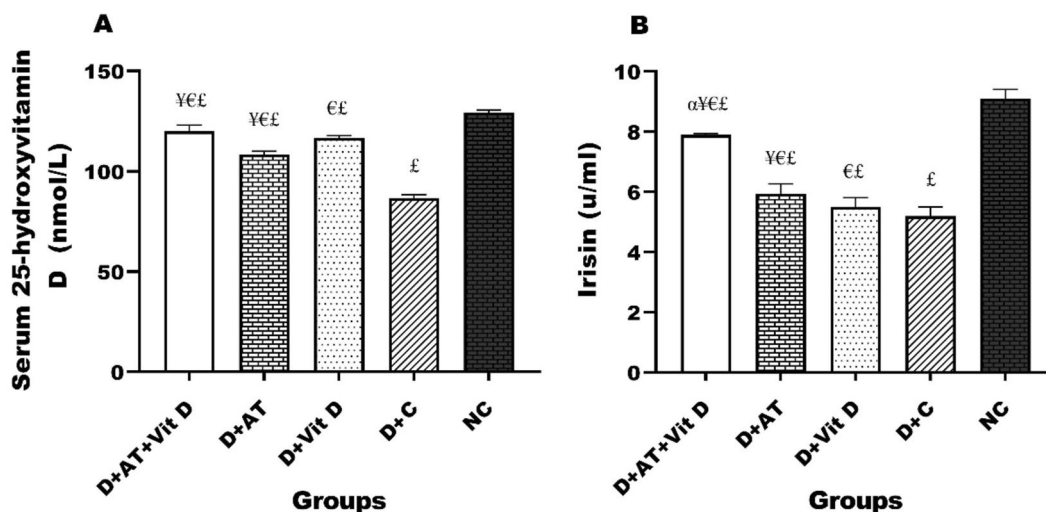 A
Serum 25-hydroxyvitamin
D (nmol/L)
150
100
50
0
¥€£
¥€£
€£
£
D+AT+Vit D
D+AT
D+Vit D
D+C
NC
Groups
B
Irisin (u/ml)
10
8
6
4
2
0
α¥€£
¥€£
€£
£
D+AT+Vit D
D+AT
D+Vit D
D+C
NC
Groups